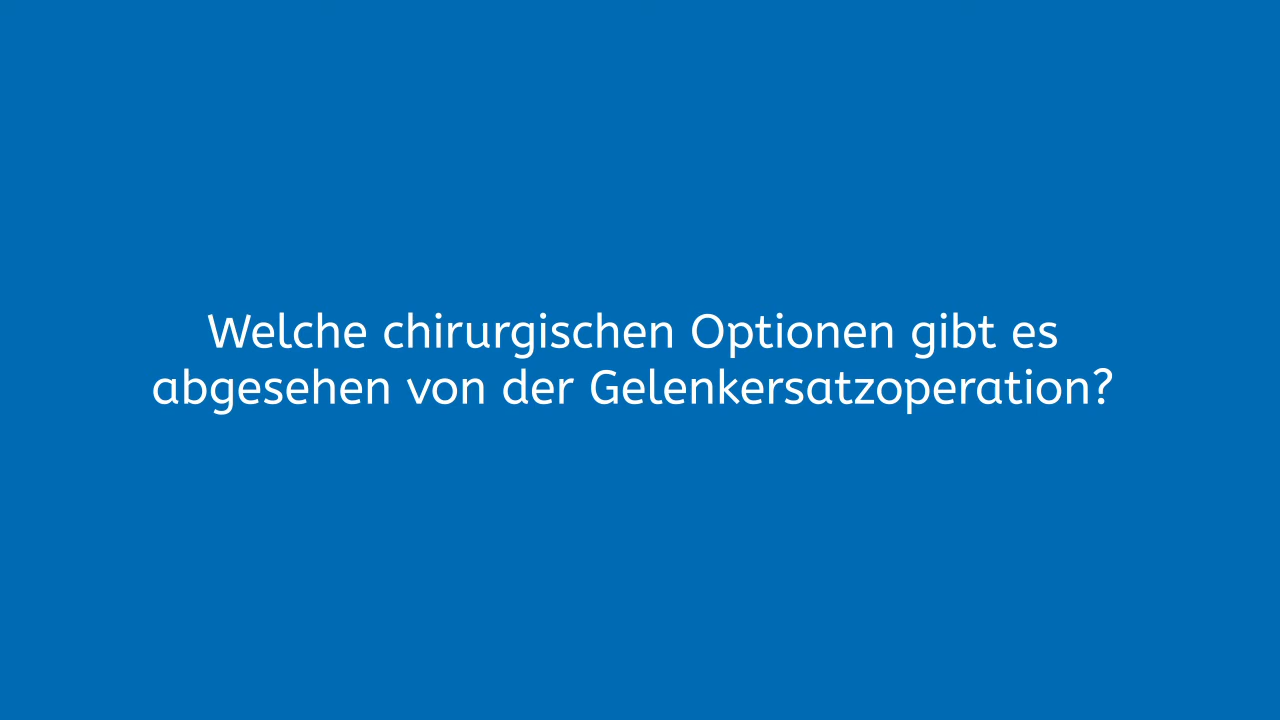 Welche chirurgischen Optionen gibt es
abgesehen von der Gelenkersatzoperation?